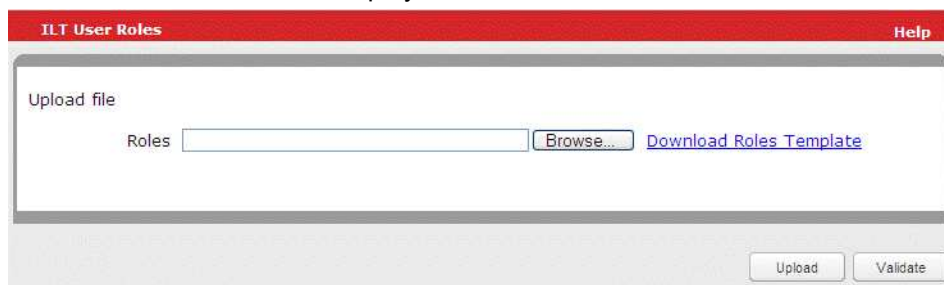 ILT User Roles Help
Upload file
Roles Browse... Download Roles Template
Upload Validate